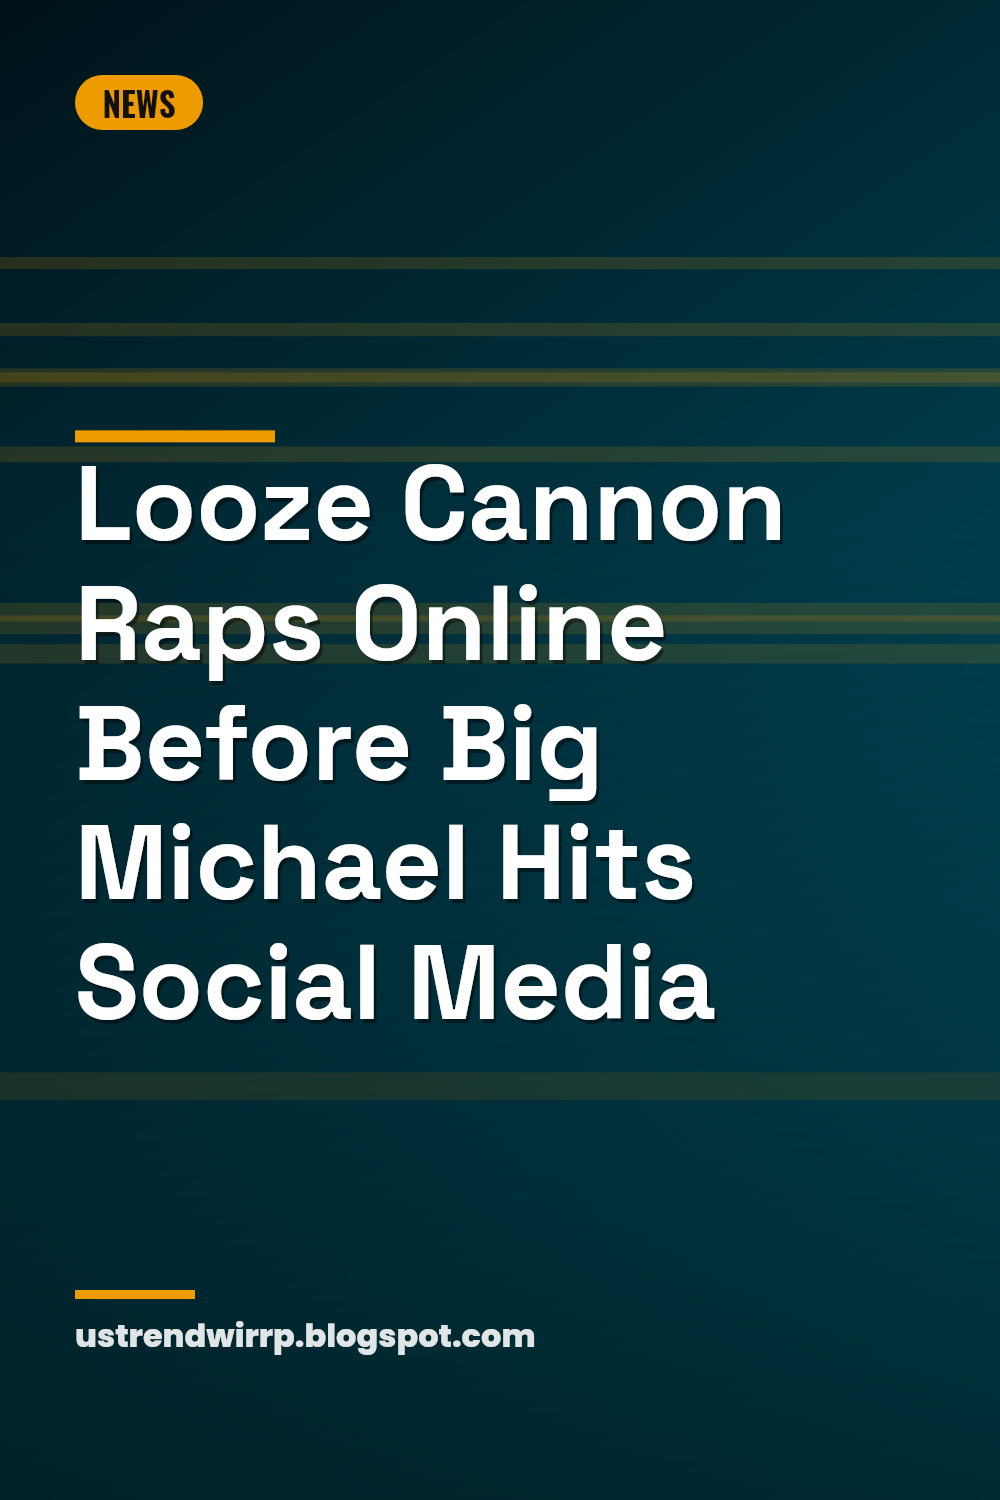 NEWS
Looze Cannon
Raps Online
Before Big
Michael Hits
Social Media
ustrendwirrp.blogspot.com